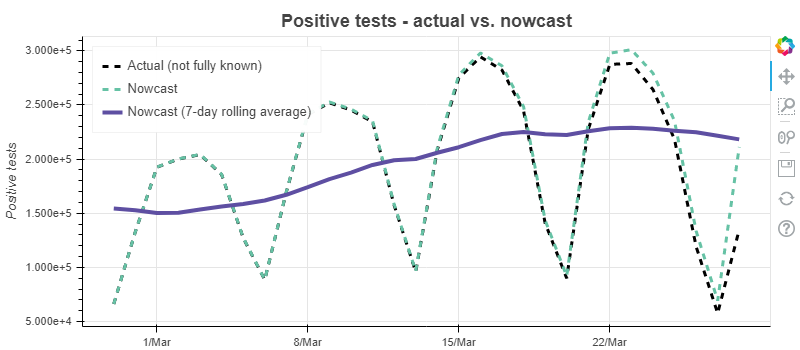 Positive tests - actual vs. nowcast
3.000e+5
2.500e+5
2.000e+5
1.500e+5
1.000e+5
5.000e+4
Positive tests
Actual (not fully known)
Nowcast
Nowcast (7-day rolling average)
1/Mar
8/Mar
15/Mar
22/Mar